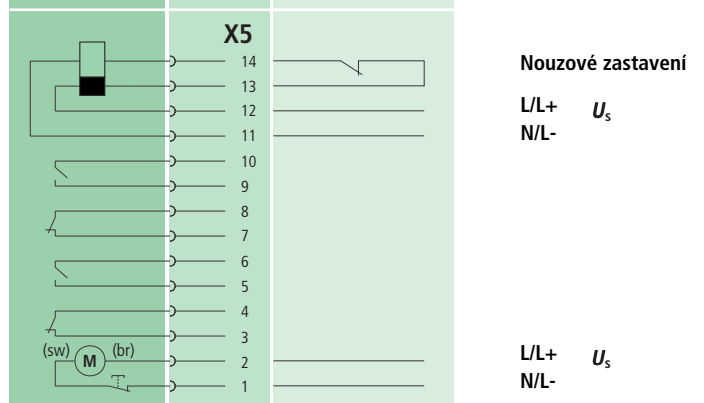 X5
14
Nouzové zastavení
13
12
L/L+ Us
11
N/L-
10
9
8
7
6
5
4
3
(sw) M (br)
2
L/L+ Us
1
N/L-